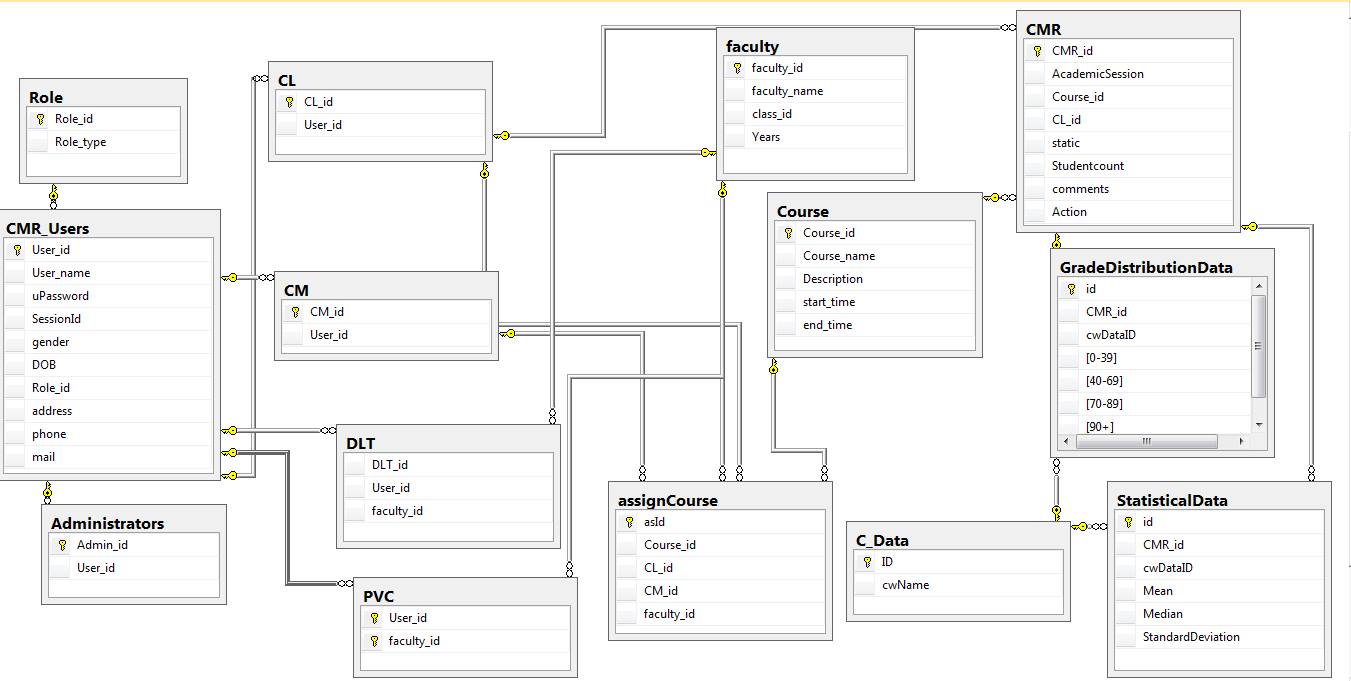 Role
Role_id
Role_type
CMR_Users
User_id
User_name
uPassword
SessionId
gender
DOB
Role_id
address
phone
mail
Administrators
Admin_id
User_id
CL
CL_id
User_id
CM
CM_id
User_id
DLT
DLT_id
User_id
faculty_id
PVC
User_id
faculty_id
faculty
faculty_id
faculty_name
class_id
Years
Course
Course_id
Course_name
Description
start_time
end_time
assignCourse
asId
Course_id
CL_id
CM_id
faculty_id
CMR
CMR_id
AcademicSession
Course_id
CL_id
static
Studentcount
comments
Action
GradeDistributionData
id
CMR_id
cwDataID
[0-39]
[40-69]
[70-89]
[90+]
C_Data
ID
cwName
StatisticalData
id
CMR_id
cwDataID
Mean
Median
StandardDeviation